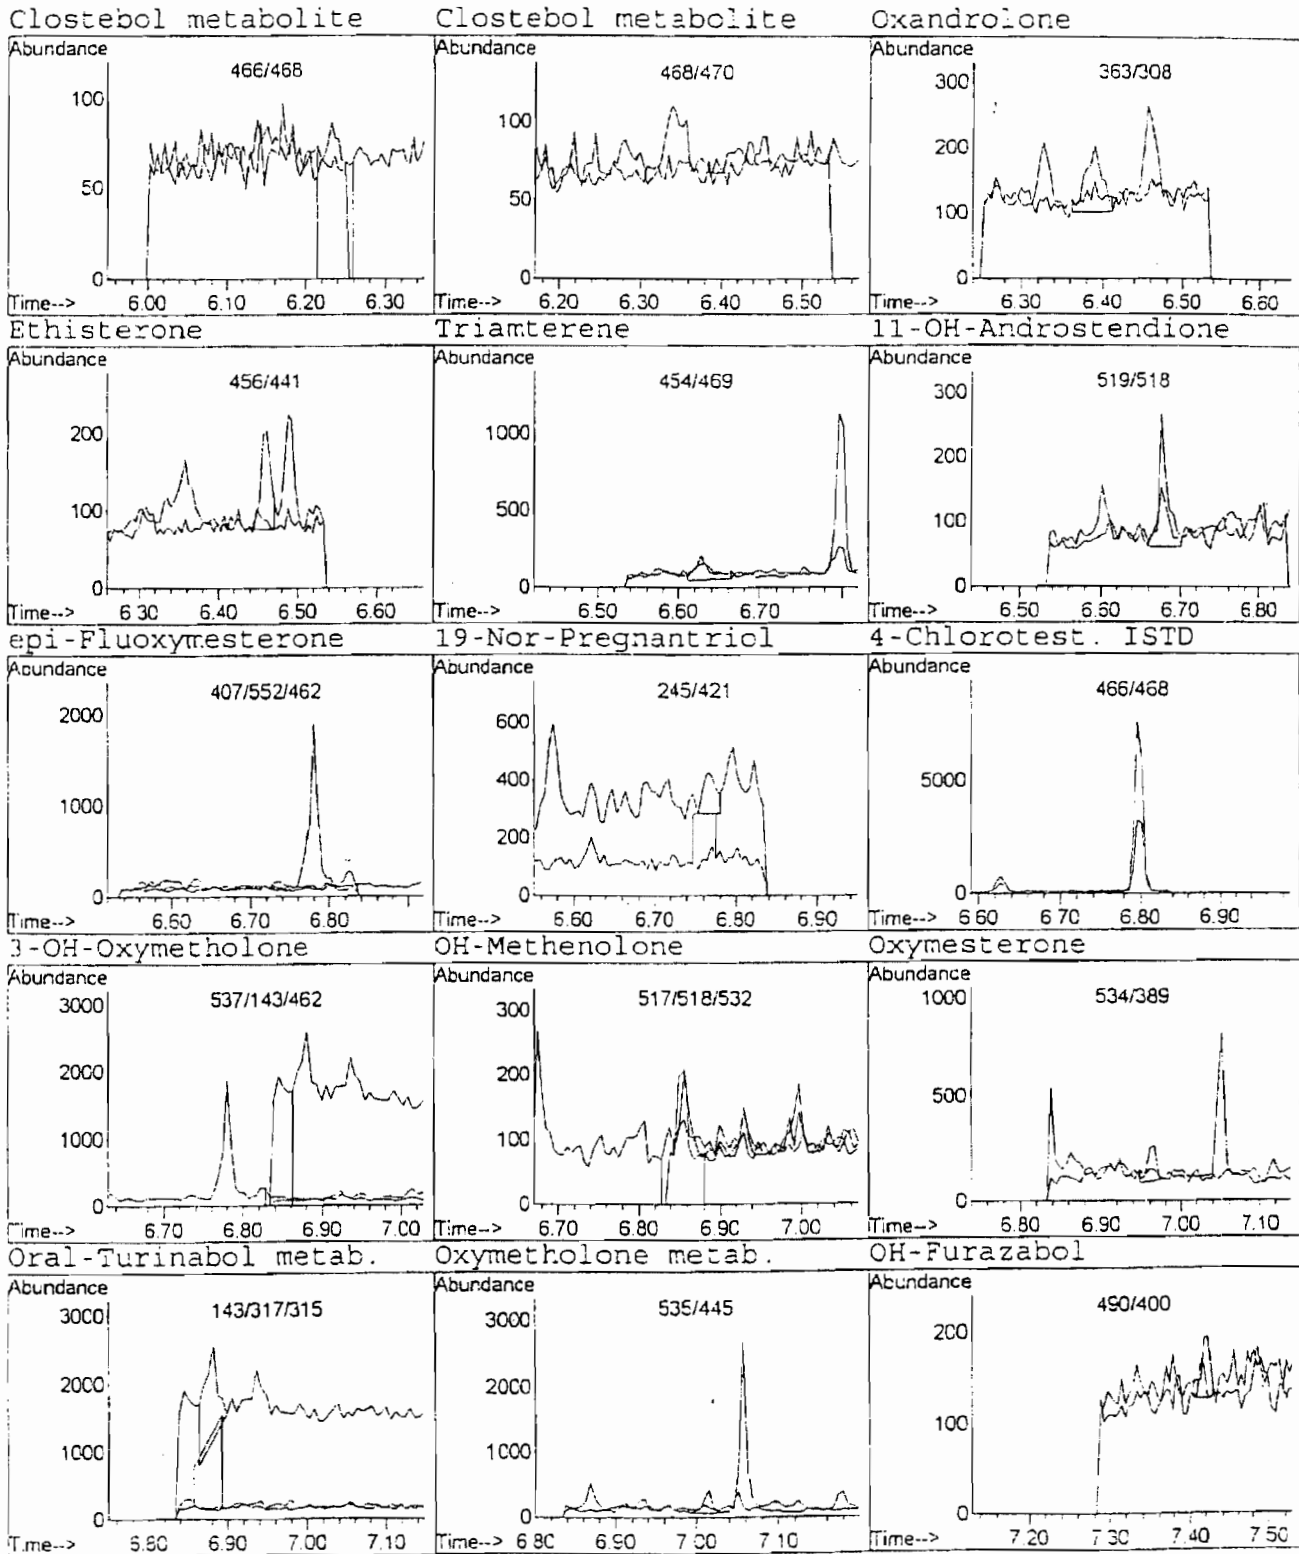 Clostebol metabolite
Abundance
466/468
100
50
0
Time--> 6.00 6.10 6.20 6.30
Clostebol metabolite
Abundance
468/470
100
50
0
Time--> 6.20 6.30 6.40 6.50
Oxandrolone
Abundance
363/308
300
200
100
0
Time--> 6.30 6.40 6.50 6.60
Ethisterone
Abundance
456/441
200
100
0
Time--> 6.30 6.40 6.50 6.60
Triamterene
Abundance
454/469
1000
500
0
Time--> 6.50 6.60 6.70
11-OH-Androstendione
Abundance
519/518
300
200
100
0
Time--> 6.50 6.60 6.70 6.80
epi-Fluoxymesterone
Abundance
407/552/462
2000
1000
0
Time--> 6.60 6.70 6.80
19-Nor-Pregnantriol
Abundance
245/421
600
400
200
0
Time--> 6.60 6.70 6.80 6.90
4-Chlorotest. ISTD
Abundance
466/468
5000
0
Time--> 6.60 6.70 6.80 6.90
3-OH-Oxymetholone
Abundance
537/143/462
3000
2000
1000
0
Time--> 6.70 6.80 6.90 7.00
OH-Methenolone
Abundance
517/518/532
300
200
100
0
Time--> 6.70 6.80 6.90 7.00
Oxymesterone
Abundance
534/389
1000
500
0
Time--> 6.80 6.90 7.00 7.10
Oral-Turinabol metab.
Abundance
143/317/315
3000
2000
1000
0
Time--> 6.80 6.90 7.00 7.10
Oxymetholone metab.
Abundance
535/445
3000
2000
1000
0
Time--> 6.80 6.90 7.00 7.10
OH-Furazabol
Abundance
490/400
200
100
0
Time--> 7.20 7.30 7.40 7.50